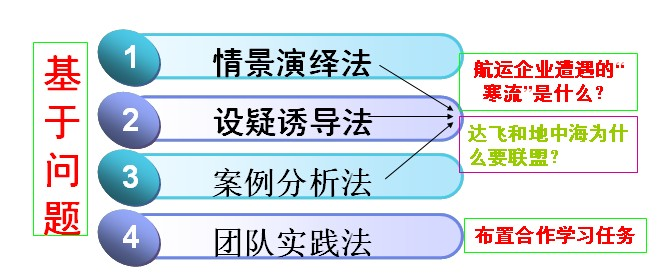 基于问题
1 情景演绎法
2 设疑诱导法
3 案例分析法
4 团队实践法
航运企业遭遇的“
寒流”是什么？
达飞和地中海为什
么要联盟？
布置合作学习任务